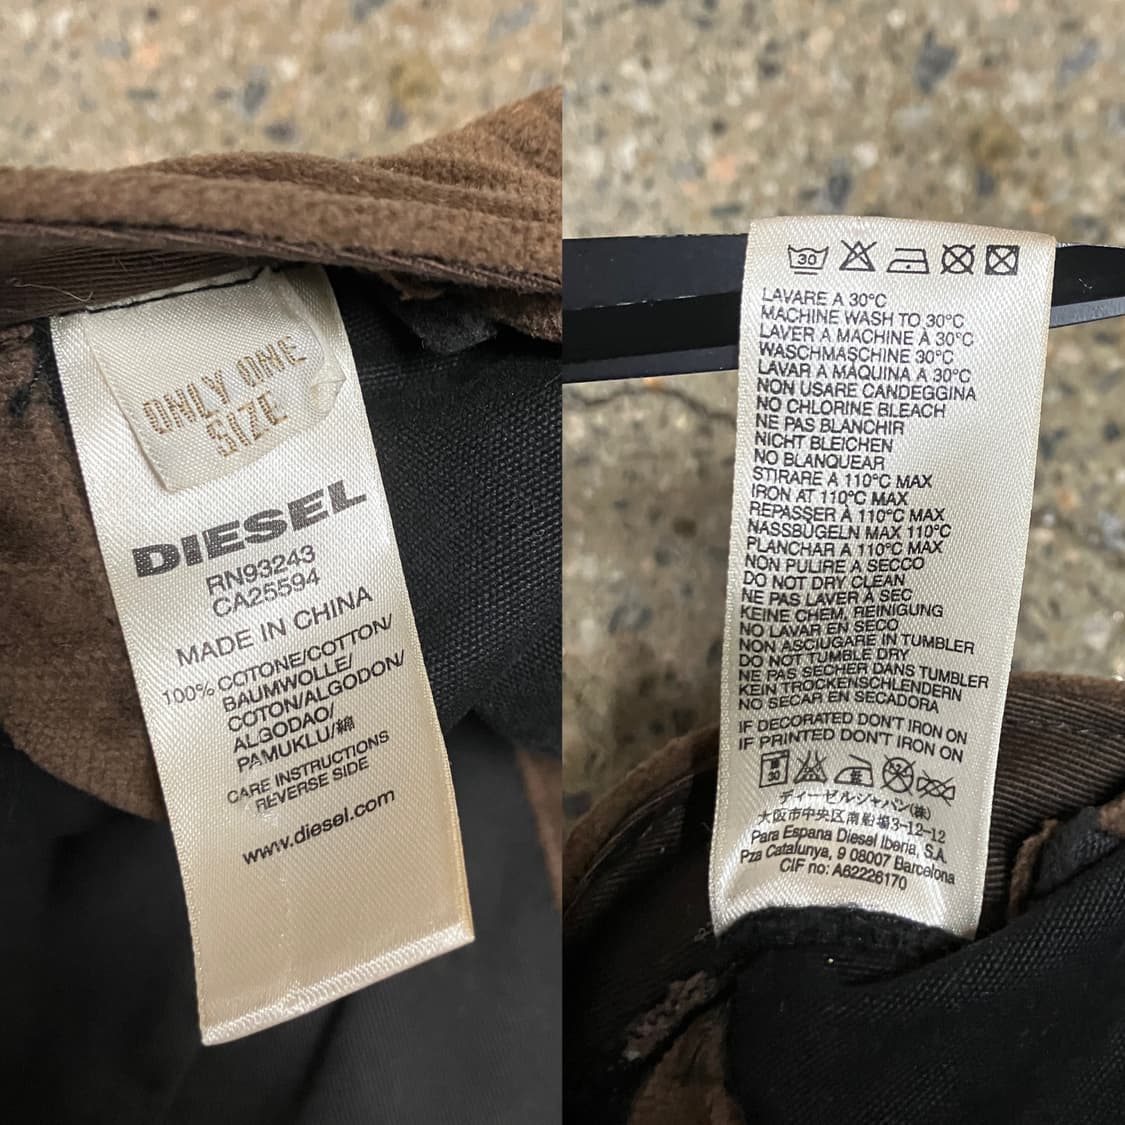 ONLY ONE
SIZE
DIESEL
RN93243
CA25594
MADE IN CHINA
100% COTONE/COTTON/
BAUMWOLLE/
COTON/ALGODON/
ALGODAO/
PAMUKLU/綿
CARE INSTRUCTIONS
REVERSE SIDE
www.diesel.com
30
LAVARE A 30°C
MACHINE WASH TO 30°C
LAVER A MACHINE À 30°C
WASCHMASCHINE 30°C
LAVAR A MAQUINA A 30°C
NON USARE CANDEGGINA
NO CHLORINE BLEACH
NE PAS BLANCHIR
NICHT BLEICHEN
NO BLANQUEAR
STIRARE A 110°C MAX
IRON AT 110°C MAX
REPASSER À 110°C MAX
NASSBÜGELN MAX 110°C
PLANCHAR A 110°C MAX
NON PULIRE A SECCO
DO NOT DRY CLEAN
NE PAS LAVER À SEC
KEINE CHEM, REINIGUNG
NO LAVAR EN SECO
NON ASCIUGARE IN TUMBLER
DO NOT TUMBLE DRY
NE PAS SECHER DANS TUMBLER
KEIN TROCKENSCHLENDERN
NO SECAR EN SECADORA
IF DECORATED DON'T IRON ON
IF PRINTED DON'T IRON ON
30
ディーゼルジャパン(株)
大阪市中央区南船場3-12-12
Para Espana Diesel Iberia, S.A.
Pza Catalunya, 9 08007 Barcelona
CIF no: A62226170